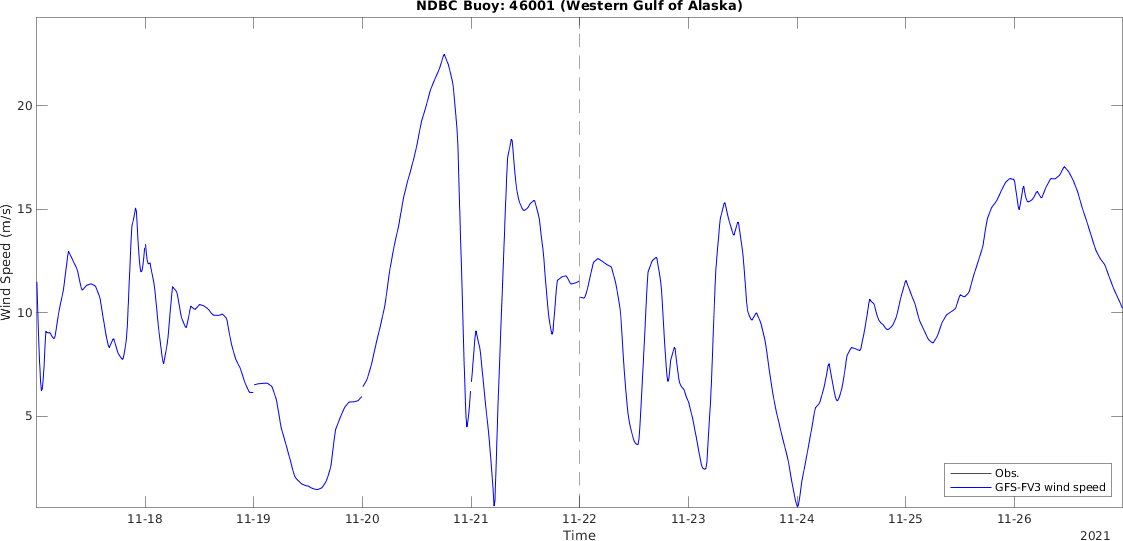 NDBC Buoy: 46001 (Western Gulf of Alaska)
Wind Speed (m/s)
20
15
10
5
Obs.
GFS-FV3 wind speed
11-18 11-19 11-20 11-21 11-22 11-23 11-24 11-25 11-26
Time
2021